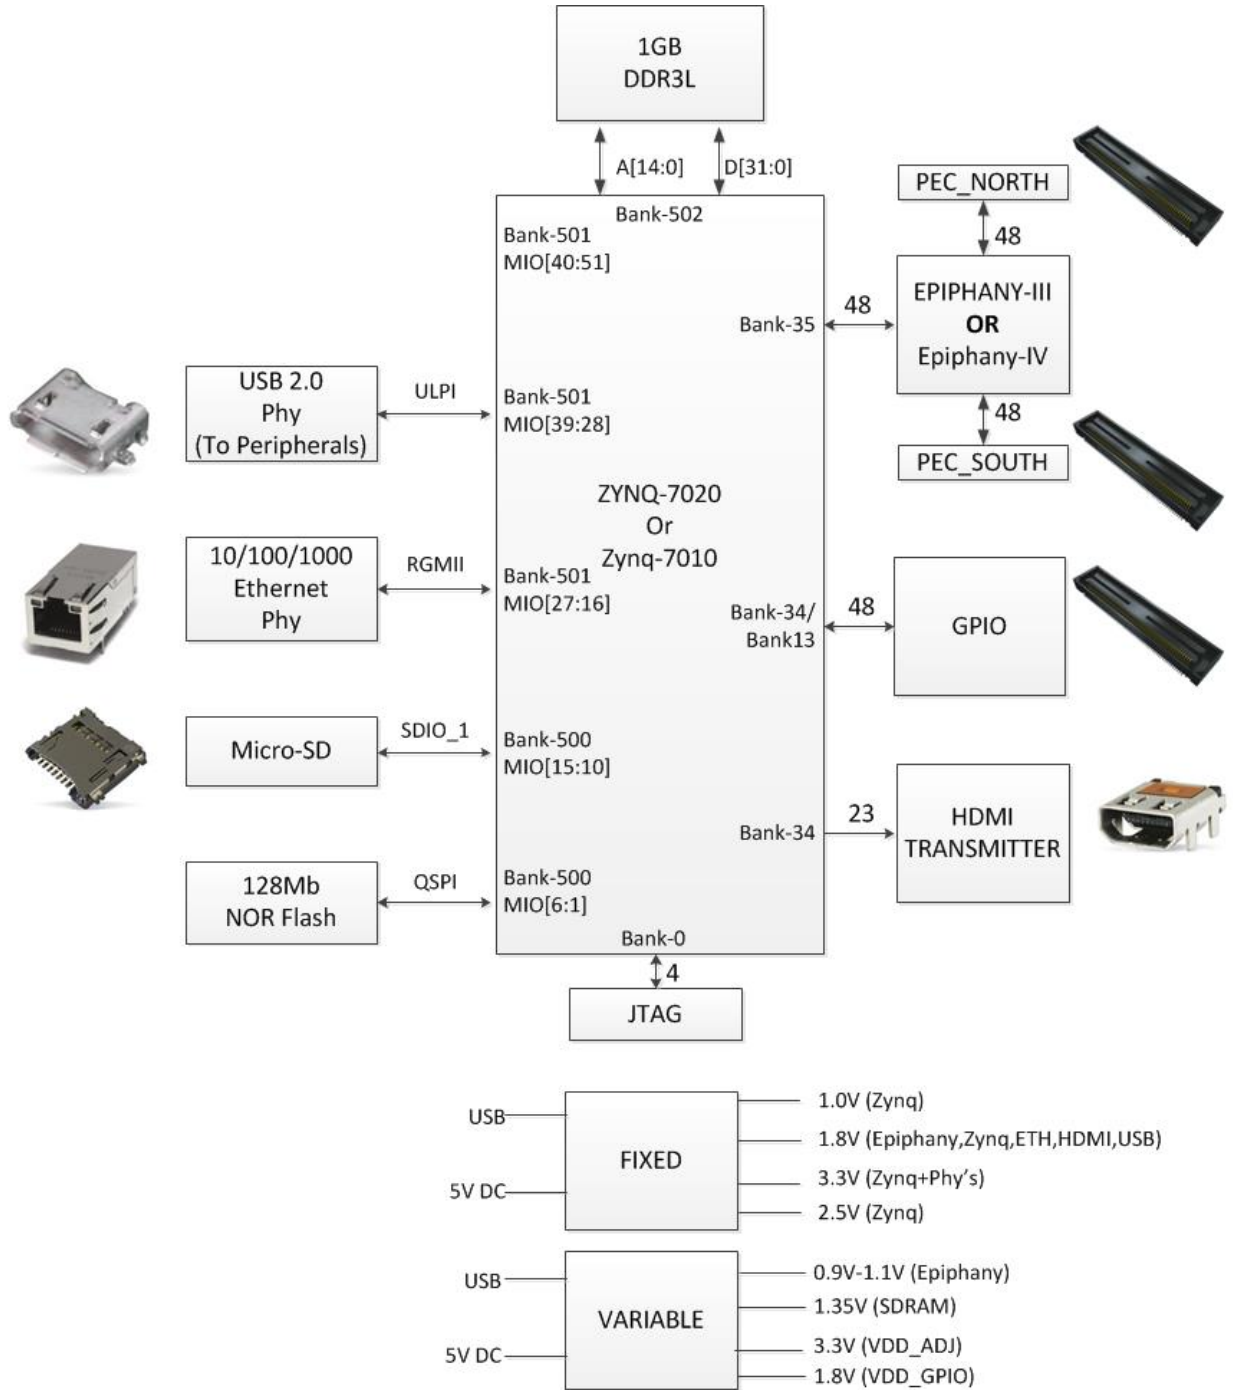 1GB
DDR3L
A[14:0]
D[31:0]
Bank-502
Bank-501
MIO[40:51]
PEC_NORTH
48
EPIPHANY-III
OR
Epiphany-IV
48
Bank-35
48
PEC_SOUTH
USB 2.0
Phy
(To Peripherals)
ULPI
Bank-501
MIO[39:28]
ZYNQ-7020
Or
Zynq-7010
10/100/1000
Ethernet
Phy
RGMII
Bank-501
MIO[27:16]
Bank-34/
Bank13
48
GPIO
Micro-SD
SDIO_1
Bank-500
MIO[15:10]
Bank-34
23
HDMI
TRANSMITTER
128Mb
NOR Flash
QSPI
Bank-500
MIO[6:1]
Bank-0
4
JTAG
USB
5V DC
FIXED
1.0V (Zynq)
1.8V (Epiphany,Zynq,ETH,HDMI,USB)
3.3V (Zynq+Phy's)
2.5V (Zynq)
USB
5V DC
VARIABLE
0.9V-1.1V (Epiphany)
1.35V (SDRAM)
3.3V (VDD_ADJ)
1.8V (VDD_GPIO)